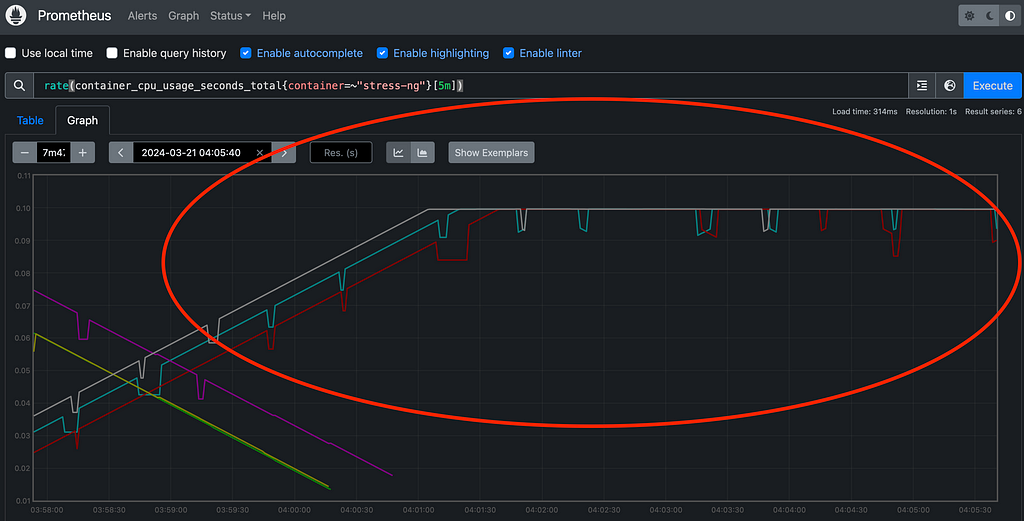 Prometheus Alerts Graph Status Help
Use local time Enable query history Enable autocomplete Enable highlighting Enable linter
rate(container_cpu_usage_seconds_total{container=~"stress-ng"}[5m]) Execute
Load time: 314ms Resolution: 1s Result series: 6
Table Graph
− 7m47 + 2024-03-21 04:05:40 × Res. (s) Show Exemplars
0.11
0.10
0.09
0.08
0.07
0.06
0.05
0.04
0.03
0.02
0.01
03:58:00 03:58:30 03:59:00 03:59:30 04:00:00 04:00:30 04:01:00 04:01:30 04:02:00 04:02:30 04:03:00 04:03:30 04:04:00 04:04:30 04:05:00 04:05:30